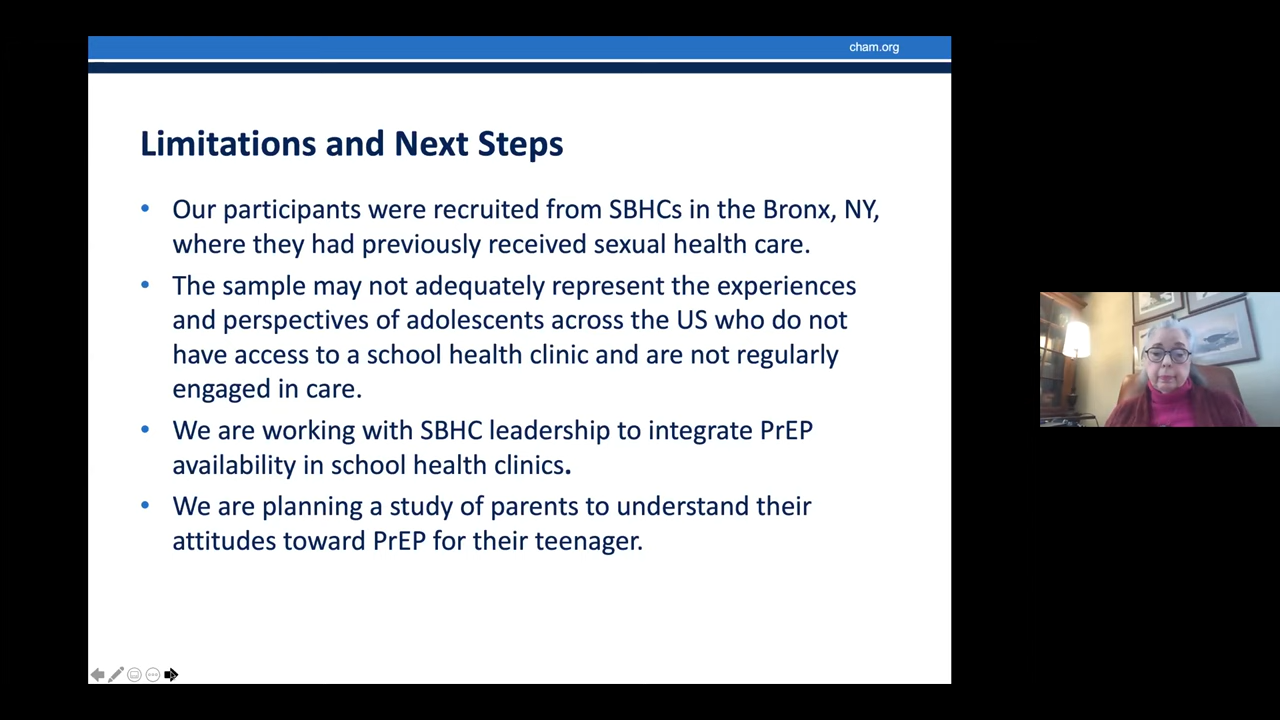 cham.org
Limitations and Next Steps
• Our participants were recruited from SBHCs in the Bronx, NY,
where they had previously received sexual health care.
• The sample may not adequately represent the experiences
and perspectives of adolescents across the US who do not
have access to a school health clinic and are not regularly
engaged in care.
• We are working with SBHC leadership to integrate PrEP
availability in school health clinics.
• We are planning a study of parents to understand their
attitudes toward PrEP for their teenager.